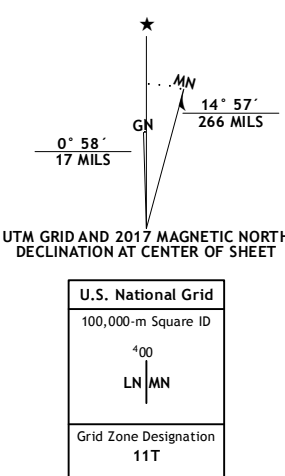 ★
MN
GN
14° 57´
266 MILS
0° 58´
17 MILS
UTM GRID AND 2017 MAGNETIC NORTH
DECLINATION AT CENTER OF SHEET
U.S. National Grid
100,000-m Square ID
⁴00
LN MN
Grid Zone Designation
11T